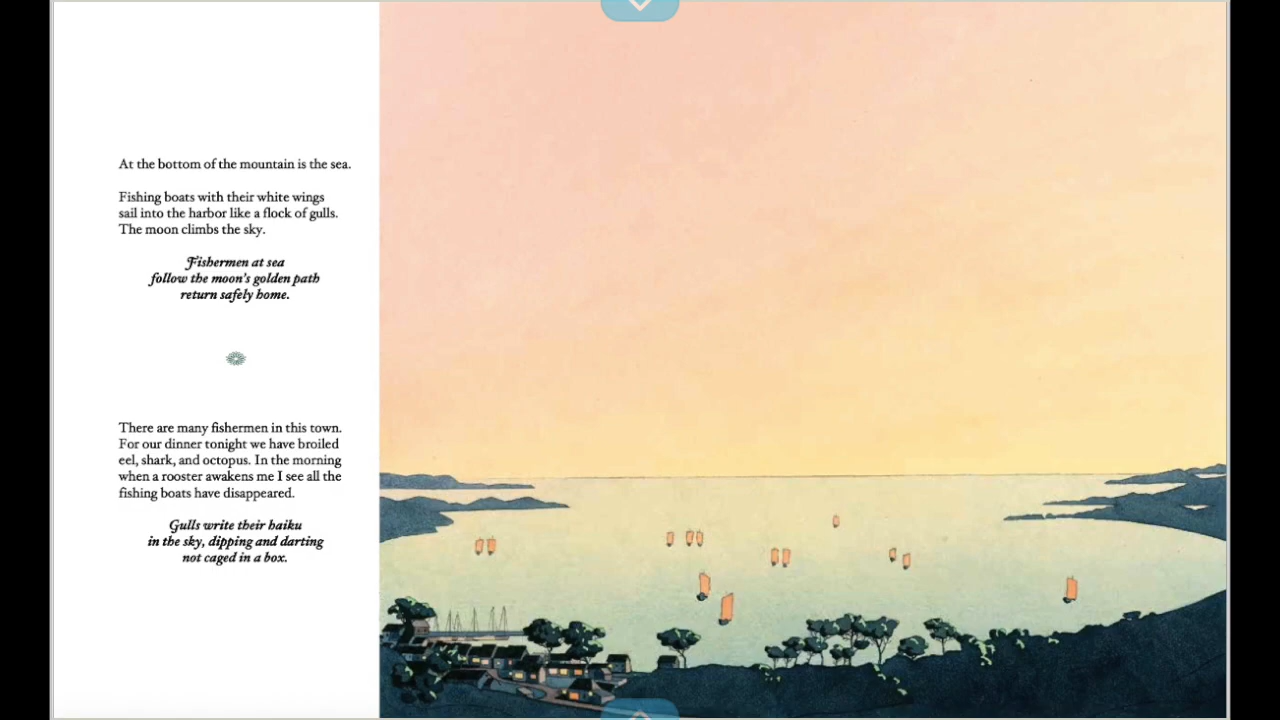 At the bottom of the mountain is the sea.
Fishing boats with their white wings
sail into the harbor like a flock of gulls.
The moon climbs the sky.
Fishermen at sea
follow the moon's golden path
return safely home.
There are many fishermen in this town.
For our dinner tonight we have broiled
eel, shark, and octopus. In the morning
when a rooster awakens me I see all the
fishing boats have disappeared.
Gulls write their haiku
in the sky, dipping and darting
not caged in a box.